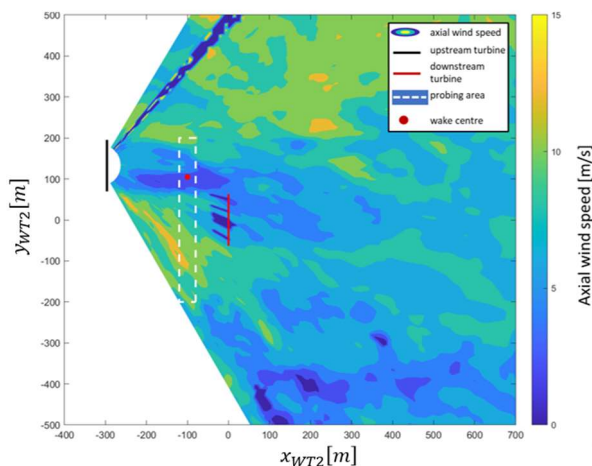 500
400
300
200
100
0
-100
-200
-300
-400
-500
y_WT2[m]
-400 -300 -200 -100 0 100 200 300 400 500 600 700
x_WT2[m]
axial wind speed
upstream turbine
downstream
turbine
probing area
wake centre
15
10
5
0
Axial wind speed [m/s]